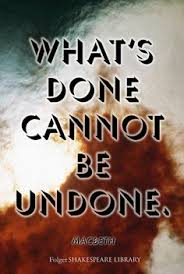 WHAT'S
DONE
CANNOT
BE
UNDONE.
MACBETH
Folger SHAKESPEARE LIBRARY